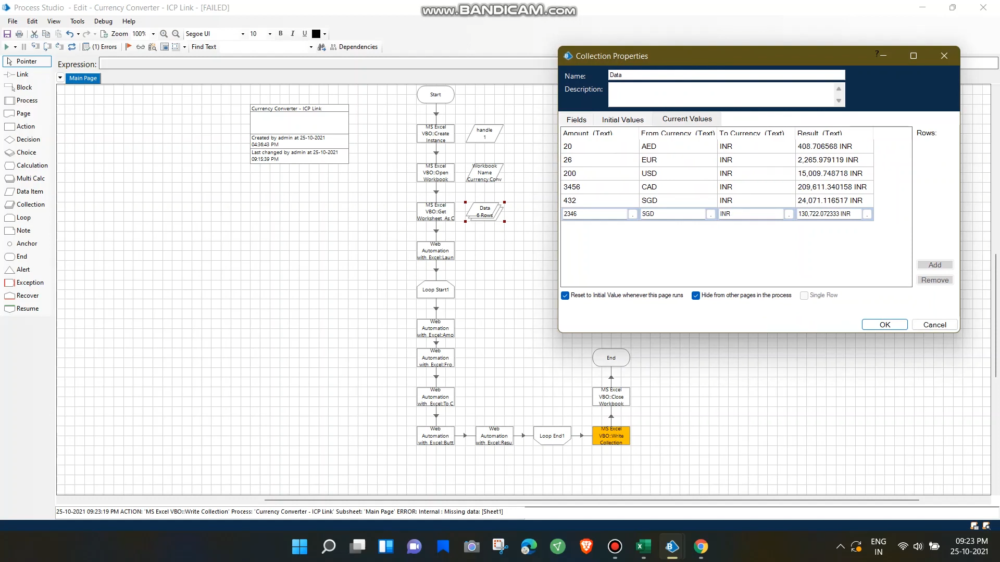 Process Studio - Edit - Currency Converter - ICP Link - [FAILED]
www.BANDICAM.com
File Edit View Tools Debug Help
Zoom 100% Segoe UI 10 B I U
(1) Errors Find Text Dependencies
Pointer
Link
Block
Process
Page
Action
Decision
Choice
Calculation
Multi Calc
Data Item
Collection
Loop
Note
Anchor
End
Alert
Exception
Recover
Resume
Expression:
Main Page
Currency Converter - ICP Link
Created by admin at 25-10-2021
04:36:43 PM
Last changed by admin at 25-10-2021
09:15:39 PM
Start
MS Excel
VBO::Create
Instance
handle
1
MS Excel
VBO::Open
Workbook
Workbook
Name
Currency Conv
MS Excel
VBO::Get
Worksheet As C
Data
6 Rows
Web
Automation
with Excel::Laun
Loop Start1
Web
Automation
with Excel::Amo
Web
Automation
with Excel::Fro
Web
Automation
with Excel::To C
Web
Automation
with Excel::Butt
Web
Automation
with Excel::Resu
Loop End1
MS Excel
VBO::Write
Collection
MS Excel
VBO::Close
Workbook
End
Collection Properties
?
Name: Data
Description:
Fields Initial Values Current Values
Amount (Text) From Currency (Text) To Currency (Text) Result (Text)
20 AED INR 408.706568 INR
26 EUR INR 2,265.979119 INR
200 USD INR 15,009.748718 INR
3456 CAD INR 209,611.340158 INR
432 SGD INR 24,071.116517 INR
2346 . SGD . INR . 130,722.072333 INR .
Rows:
Add
Remove
Reset to Initial Value whenever this page runs Hide from other pages in the process Single Row
OK Cancel
25-10-2021 09:23:19 PM ACTION: 'MS Excel VBO::Write Collection' Process: 'Currency Converter - ICP Link' Subsheet: 'Main Page' ERROR: Internal : Missing data: [Sheet1]
ENG
IN
09:23 PM
25-10-2021